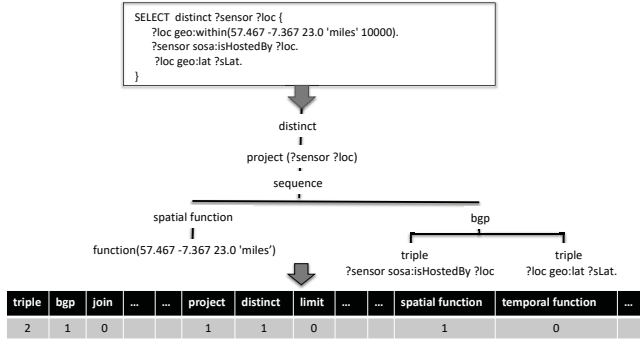 SELECT distinct ?sensor ?loc {
?loc geo:within(57.467 -7.367 23.0 'miles' 10000).
?sensor sosa:isHostedBy ?loc.
?loc geo:lat ?sLat.
}
distinct
project (?sensor ?loc)
sequence
spatial function bgp
function(57.467 -7.367 23.0 'miles')
triple triple
?sensor sosa:isHostedBy ?loc ?loc geo:lat ?sLat.
triple bgp join ... ... project distinct limit ... ... spatial function temporal function ...
2 1 0 1 1 0 1 0